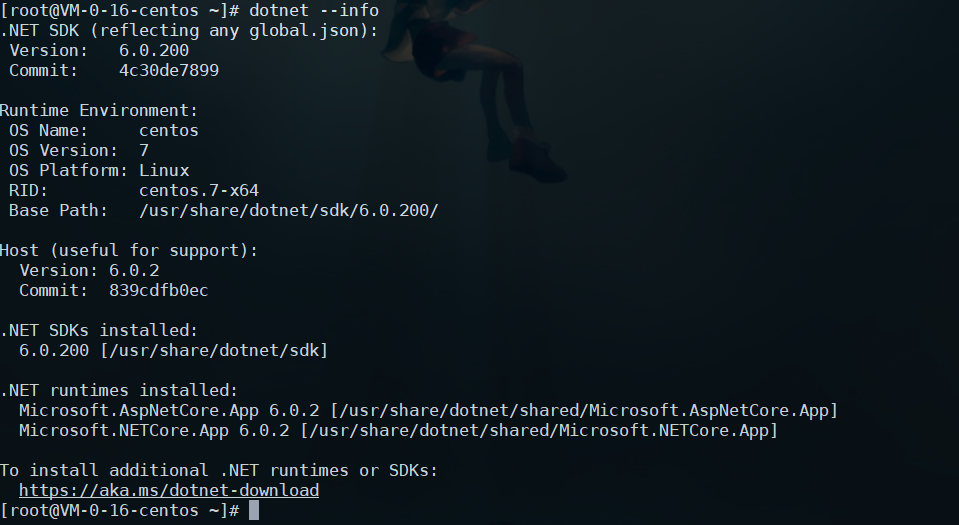 [root@VM-0-16-centos ~]# dotnet --info
.NET SDK (reflecting any global.json):
 Version:   6.0.200
 Commit:    4c30de7899

Runtime Environment:
 OS Name:     centos
 OS Version:  7
 OS Platform: Linux
 RID:         centos.7-x64
 Base Path:   /usr/share/dotnet/sdk/6.0.200/

Host (useful for support):
  Version: 6.0.2
  Commit:  839cdfb0ec

.NET SDKs installed:
  6.0.200 [/usr/share/dotnet/sdk]

.NET runtimes installed:
  Microsoft.AspNetCore.App 6.0.2 [/usr/share/dotnet/shared/Microsoft.AspNetCore.App]
  Microsoft.NETCore.App 6.0.2 [/usr/share/dotnet/shared/Microsoft.NETCore.App]

To install additional .NET runtimes or SDKs:
  https://aka.ms/dotnet-download
[root@VM-0-16-centos ~]#